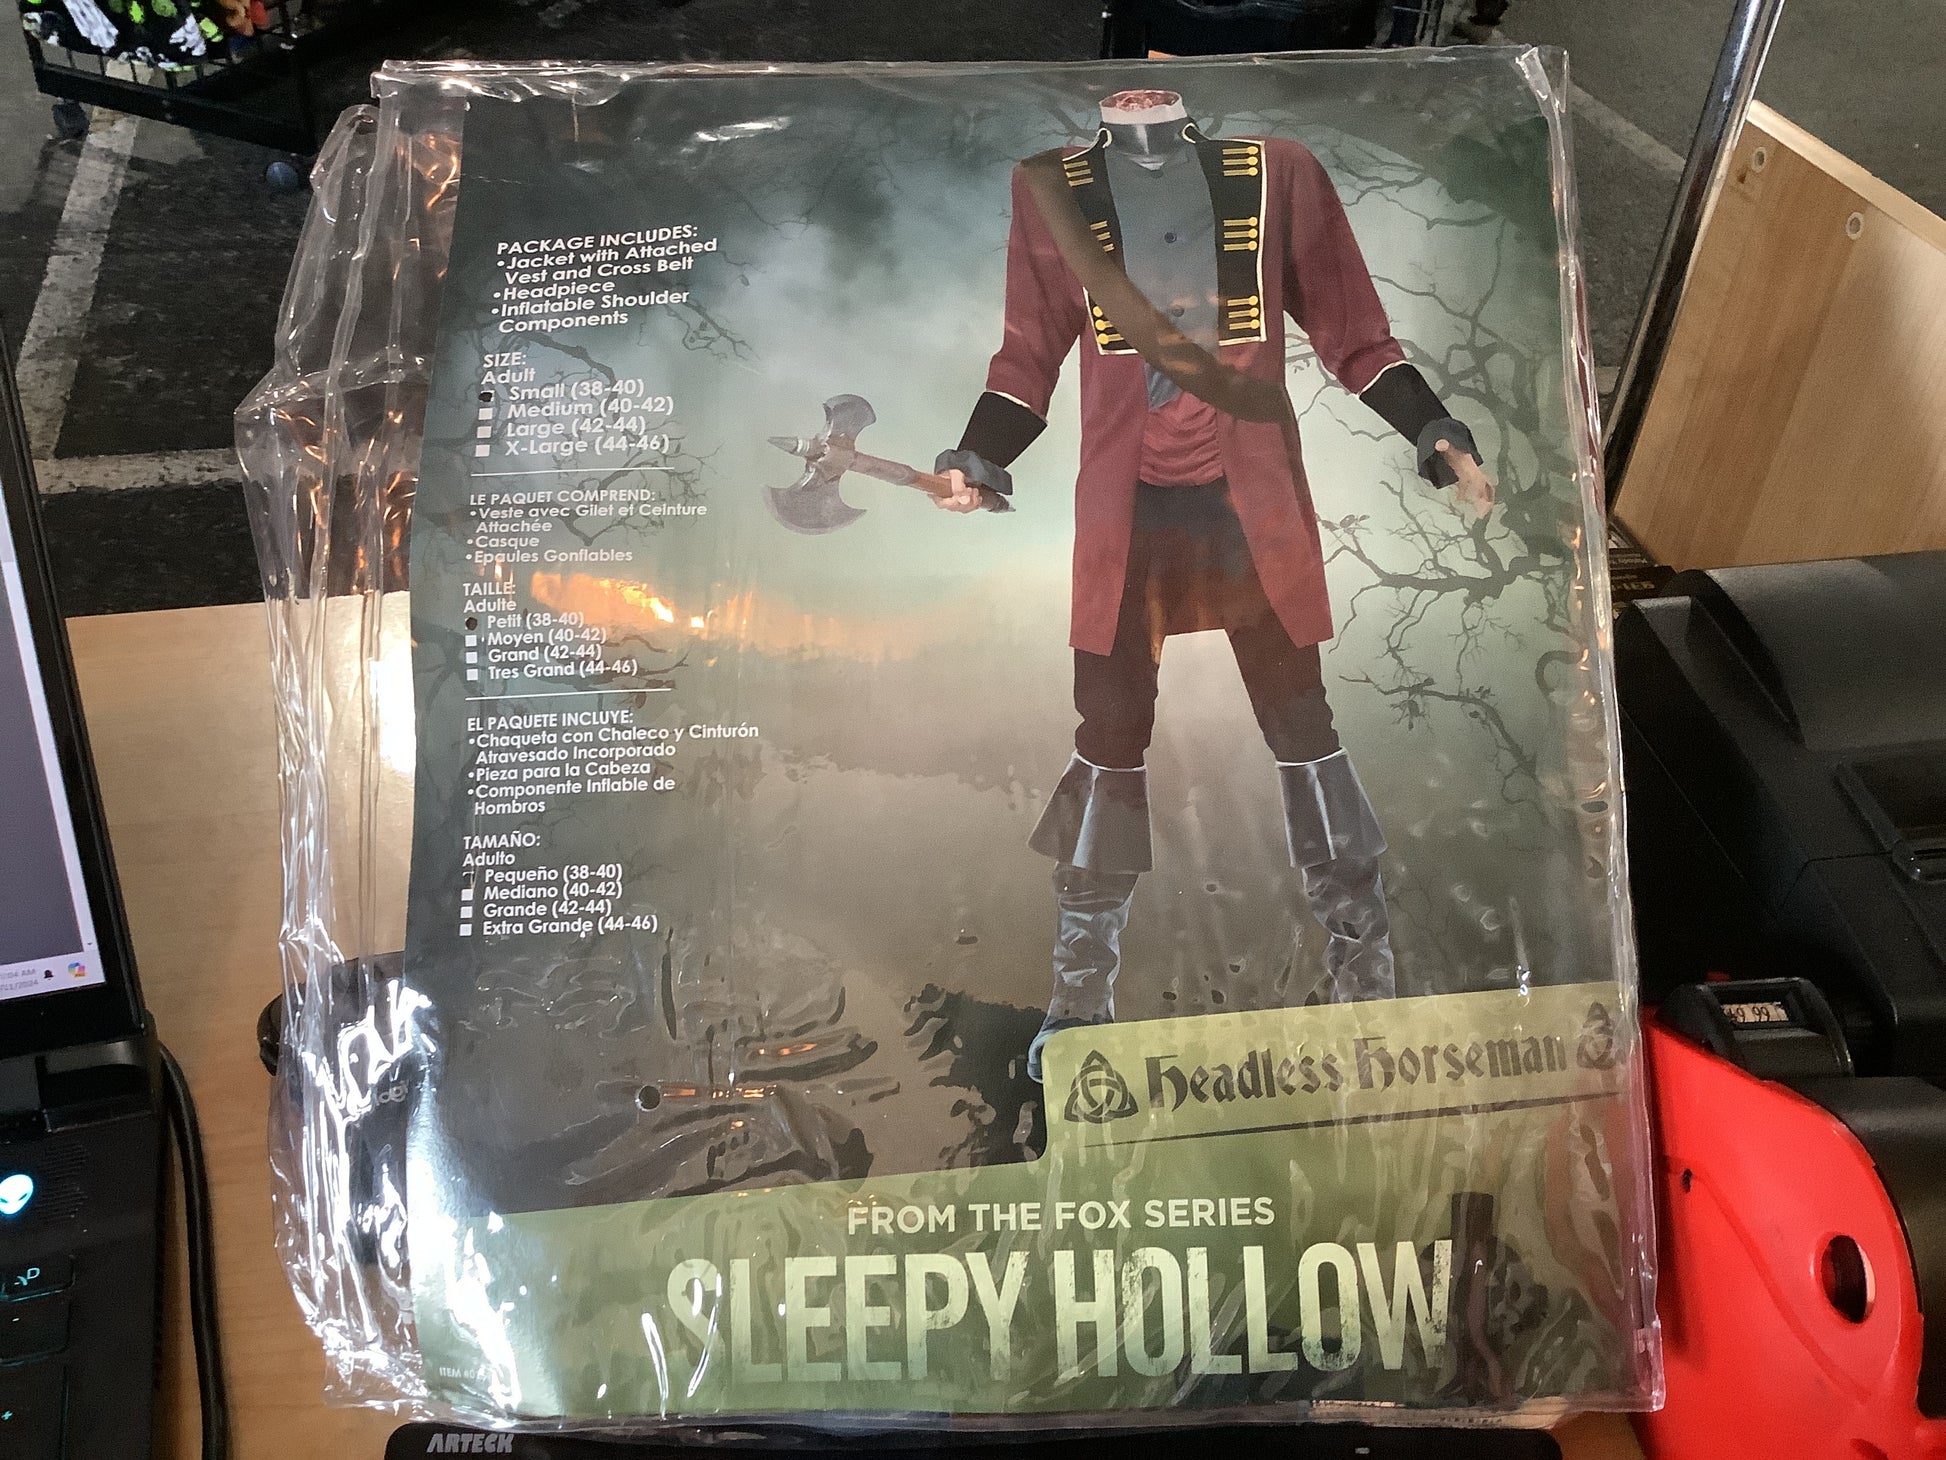 PACKAGE INCLUDES:
•Jacket with Attached
Vest and Cross Belt
•Headpiece
•Inflatable Shoulder
Components
SIZE:
Adult
Small (38-40)
Medium (40-42)
Large (42-44)
X-Large (44-46)
LE PAQUET COMPREND:
•Veste avec Gilet et Ceinture
Attachée
•Casque
•Epaules Gonflables
TAILLE:
Adulte
Petit (38-40)
Moyen (40-42)
Grand (42-44)
Tres Grand (44-46)
EL PAQUETE INCLUYE:
•Chaqueta con Chaleco y Cinturón
Atravesado Incorporado
•Pieza para la Cabeza
•Componente Inflable de
Hombros
TAMAÑO:
Adulto
Pequeño (38-40)
Mediano (40-42)
Grande (42-44)
Extra Grande (44-46)
Headless Horseman
FROM THE FOX SERIES
SLEEPY HOLLOW
ITEM
ARTECK